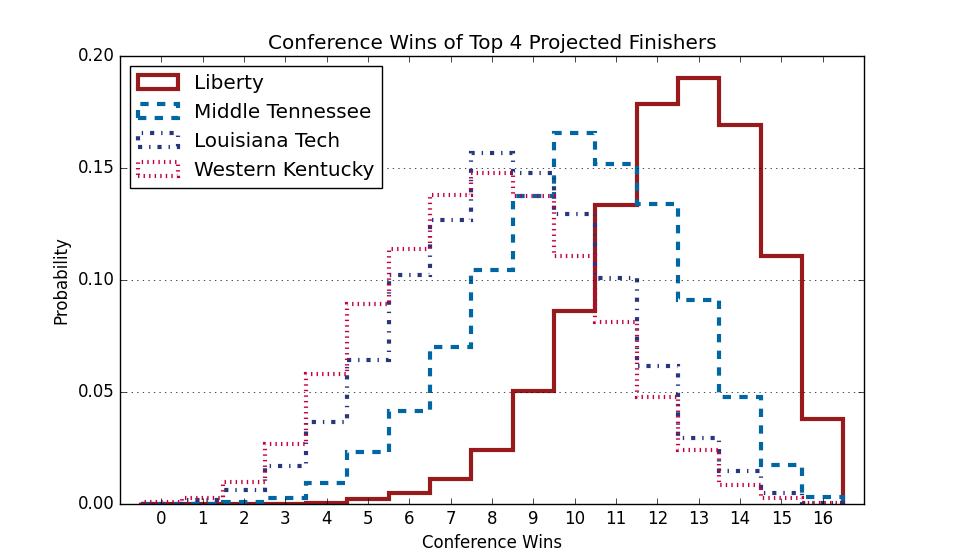 Conference Wins of Top 4 Projected Finishers
0.20
Liberty
Middle Tennessee
Louisiana Tech
Western Kentucky
0.15
0.10
0.05
0.00
Probability
0 1 2 3 4 5 6 7 8 9 10 11 12 13 14 15 16
Conference Wins